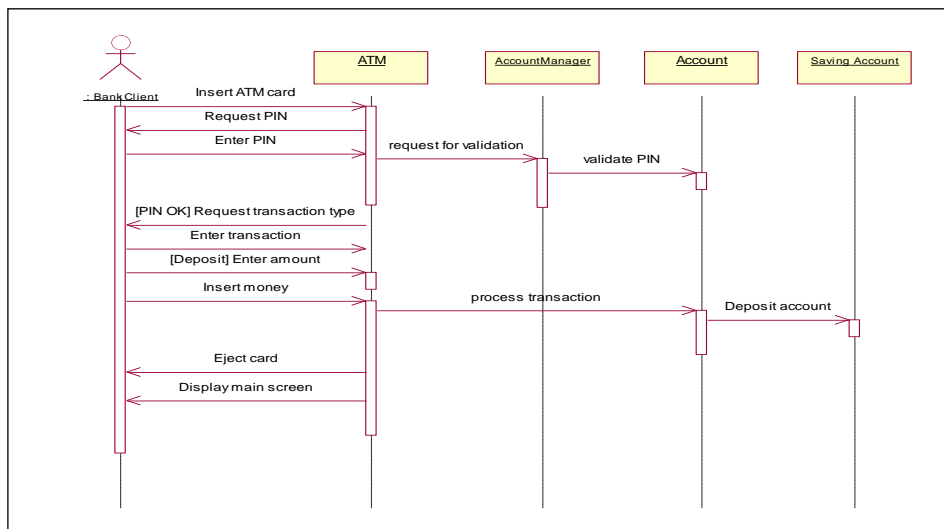 ATM
AccountManager
Account
Saving Account
: BankClient
Insert ATM card
Request PIN
Enter PIN
request for validation
validate PIN
[PIN OK] Request transaction type
Enter transaction
[Deposit] Enter amount
Insert money
process transaction
Deposit account
Eject card
Display main screen